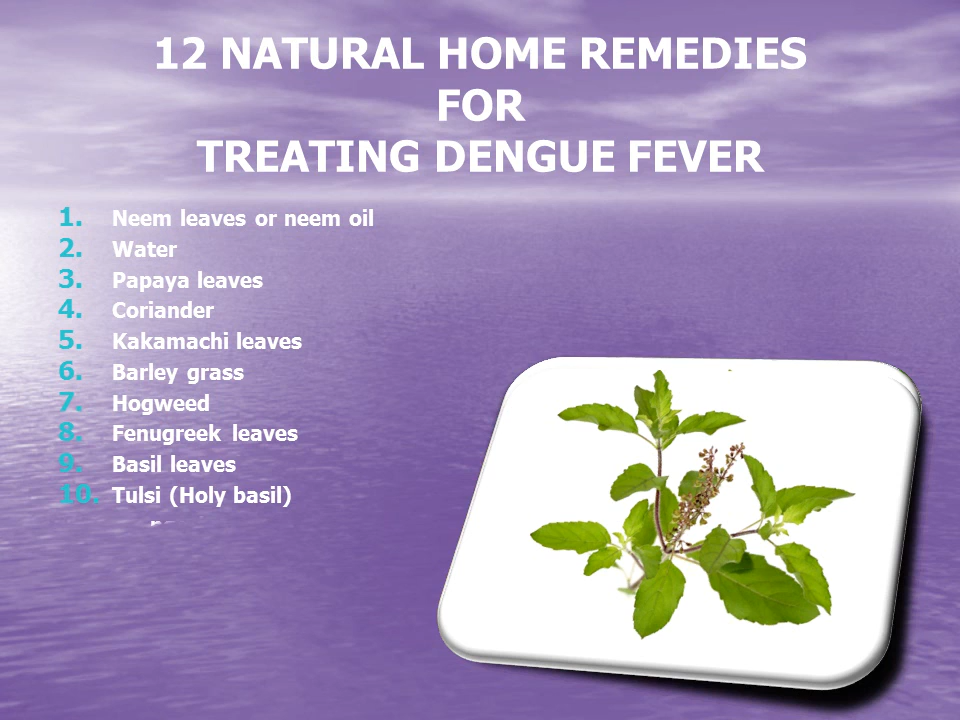 12 NATURAL HOME REMEDIES
FOR
TREATING DENGUE FEVER
1. Neem leaves or neem oil
2. Water
3. Papaya leaves
4. Coriander
5. Kakamachi leaves
6. Barley grass
7. Hogweed
8. Fenugreek leaves
9. Basil leaves
10. Tulsi (Holy basil)